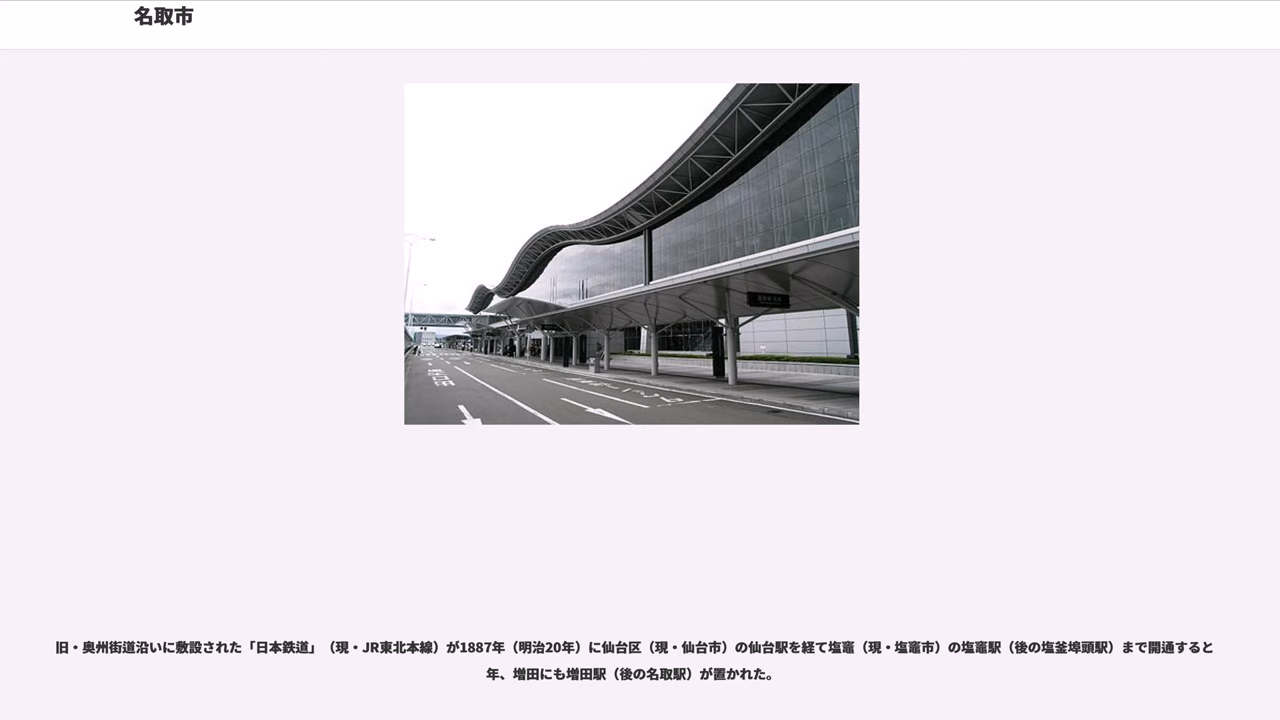 名取市
旧・奥州街道沿いに敷設された「日本鉄道」（現・JR東北本線）が1887年（明治20年）に仙台区（現・仙台市）の仙台駅を経て塩竈（現・塩竈市）の塩竈駅（後の塩釜埠頭駅）まで開通すると
年、増田にも増田駅（後の名取駅）が置かれた。